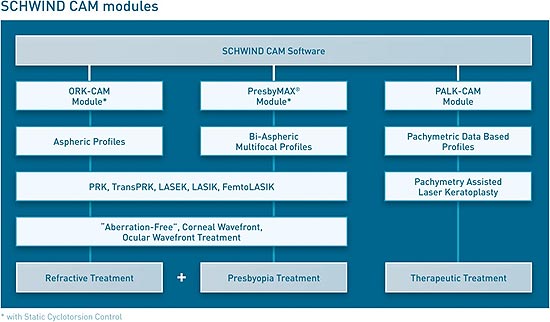 SCHWIND CAM modules
SCHWIND CAM Software
ORK-CAM
Module*
PresbyMAX®
Module*
PALK-CAM
Module
Aspheric Profiles
Bi-Aspheric
Multifocal Profiles
Pachymetric Data Based
Profiles
PRK, TransPRK, LASEK, LASIK, FemtoLASIK
Pachymetry Assisted
Laser Keratoplasty
"Aberration-Free", Corneal Wavefront,
Ocular Wavefront Treatment
Refractive Treatment
+
Presbyopia Treatment
Therapeutic Treatment
* with Static Cyclotorsion Control